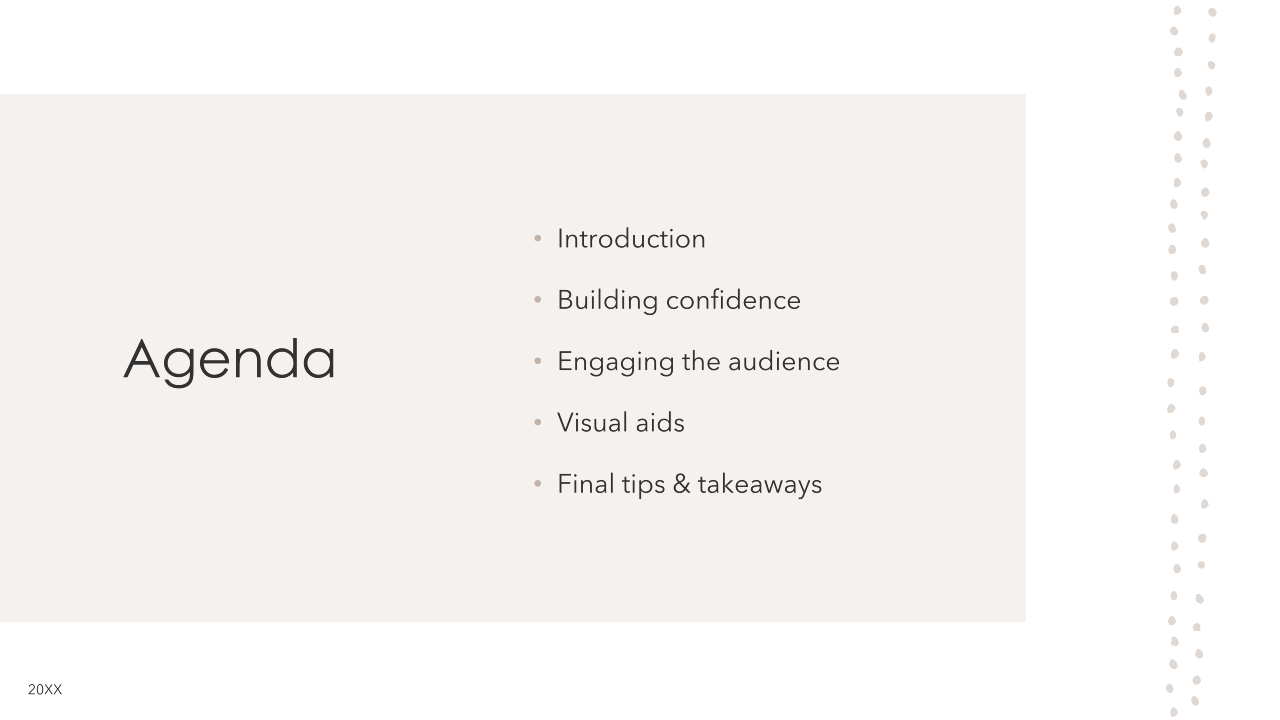 Agenda
• Introduction
• Building confidence
• Engaging the audience
• Visual aids
• Final tips & takeaways
20XX